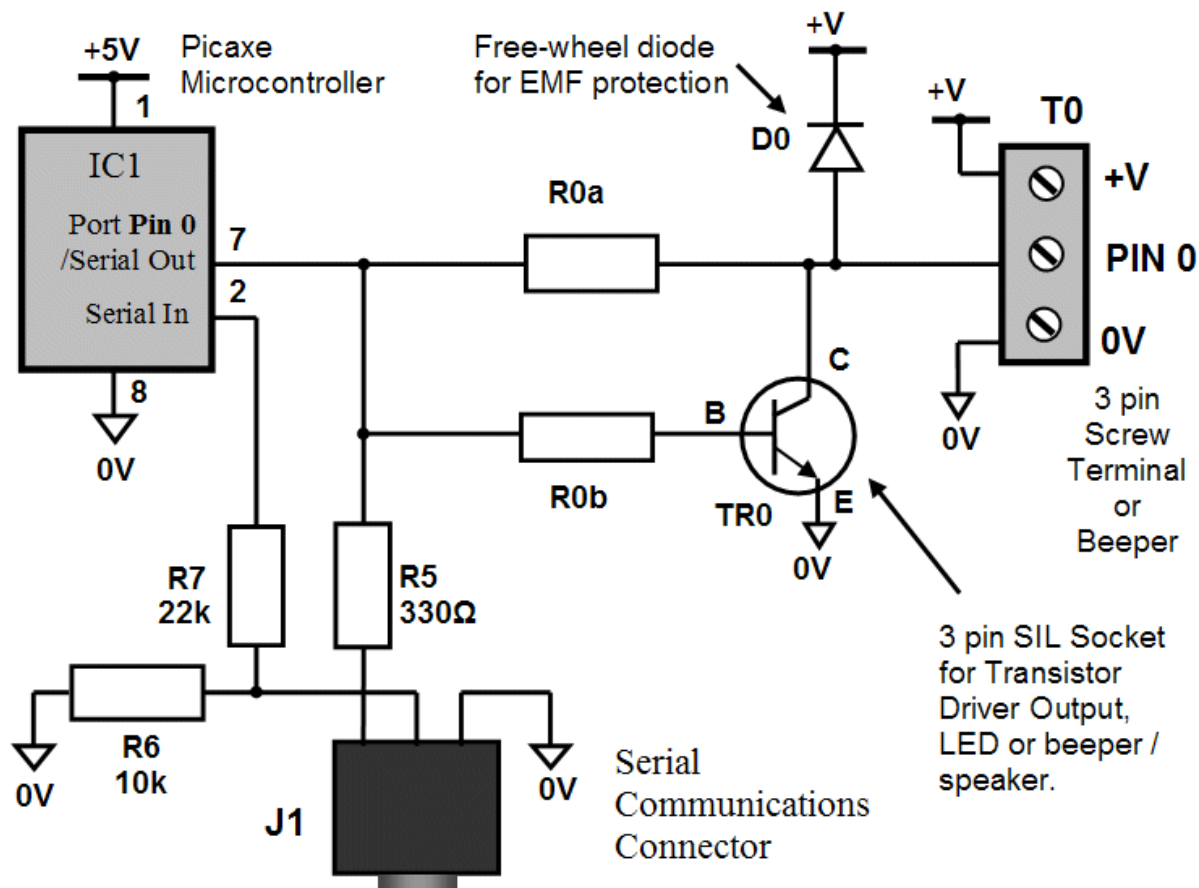 +5V
Picaxe
Microcontroller
1
IC1
Port Pin 0
/Serial Out
Serial In
7
2
8
0V
Free-wheel diode
for EMF protection
+V
D0
R0a
+V
T0
+V
PIN 0
0V
0V
3 pin
Screw
Terminal
or
Beeper
C
B
E
TR0
0V
R0b
R7
22k
R5
330Ω
R6
10k
0V
0V
J1
Serial
Communications
Connector
3 pin SIL Socket
for Transistor
Driver Output,
LED or beeper /
speaker.